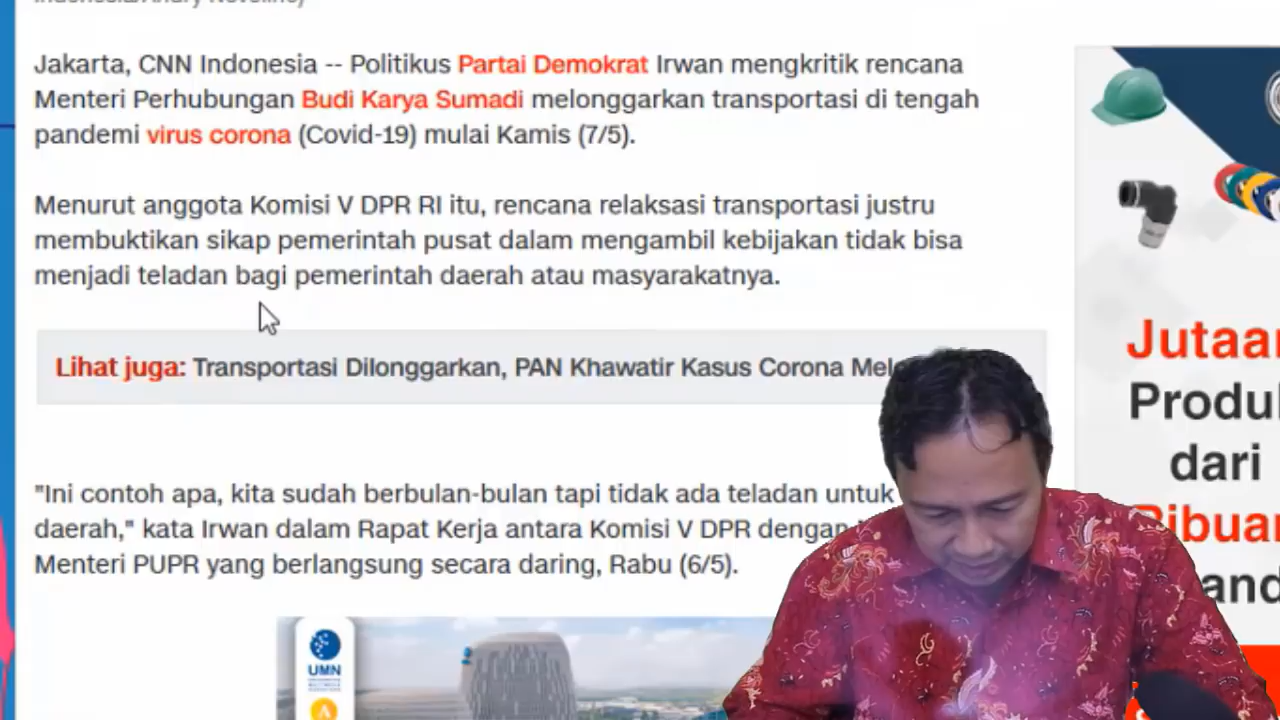 Jakarta, CNN Indonesia -- Politikus Partai Demokrat Irwan mengkritik rencana
Menteri Perhubungan Budi Karya Sumadi melonggarkan transportasi di tengah
pandemi virus corona (Covid-19) mulai Kamis (7/5).
Menurut anggota Komisi V DPR RI itu, rencana relaksasi transportasi justru
membuktikan sikap pemerintah pusat dalam mengambil kebijakan tidak bisa
menjadi teladan bagi pemerintah daerah atau masyarakatnya.
Lihat juga: Transportasi Dilonggarkan, PAN Khawatir Kasus Corona
"Ini contoh apa, kita sudah berbulan-bulan tapi tidak ada teladan untuk
daerah," kata Irwan dalam Rapat Kerja antara Komisi V DPR dengan
Menteri PUPR yang berlangsung secara daring, Rabu (6/5).
UMN
Jutaan
Produk
dari